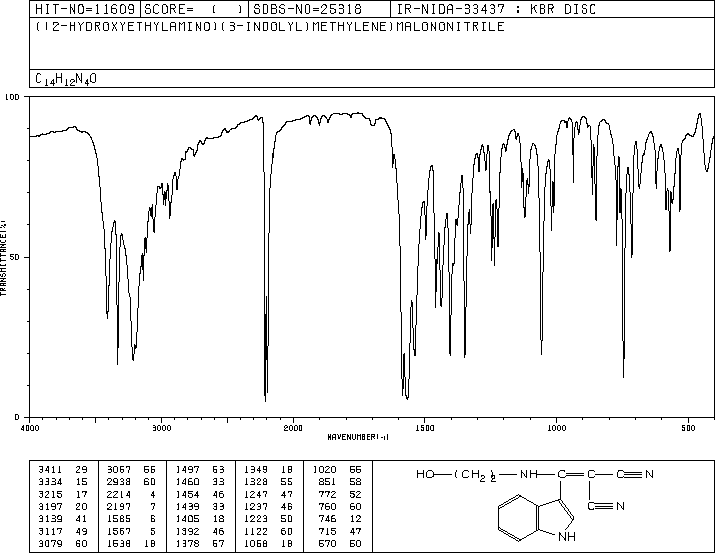 HIT-NO=11609 SCORE= ( ) SDBS-NO=25318 IR-NIDA-33437 : KBR DISC
((2-HYDROXYETHYLAMINO)(3-INDOLYL)METHYLENE)MALONONITRILE
C14H12N4O
100
50
0
TRANSMITTANCE(%)
4000 3000 2000 1500 1000 500
WAVENUMBER(-1)
3411 29 3067 66 1497 53 1349 18 1020 66
3334 15 2938 60 1460 33 1328 55 851 58
3215 17 2214 4 1454 46 1247 47 772 52
3197 20 2197 7 1439 33 1237 46 760 60
3139 41 1585 6 1405 18 1223 50 746 12
3117 49 1567 5 1392 46 1122 60 715 47
3079 60 1538 18 1378 57 1058 18 570 50
HO (CH2)2 NH C C C N
C N
NH